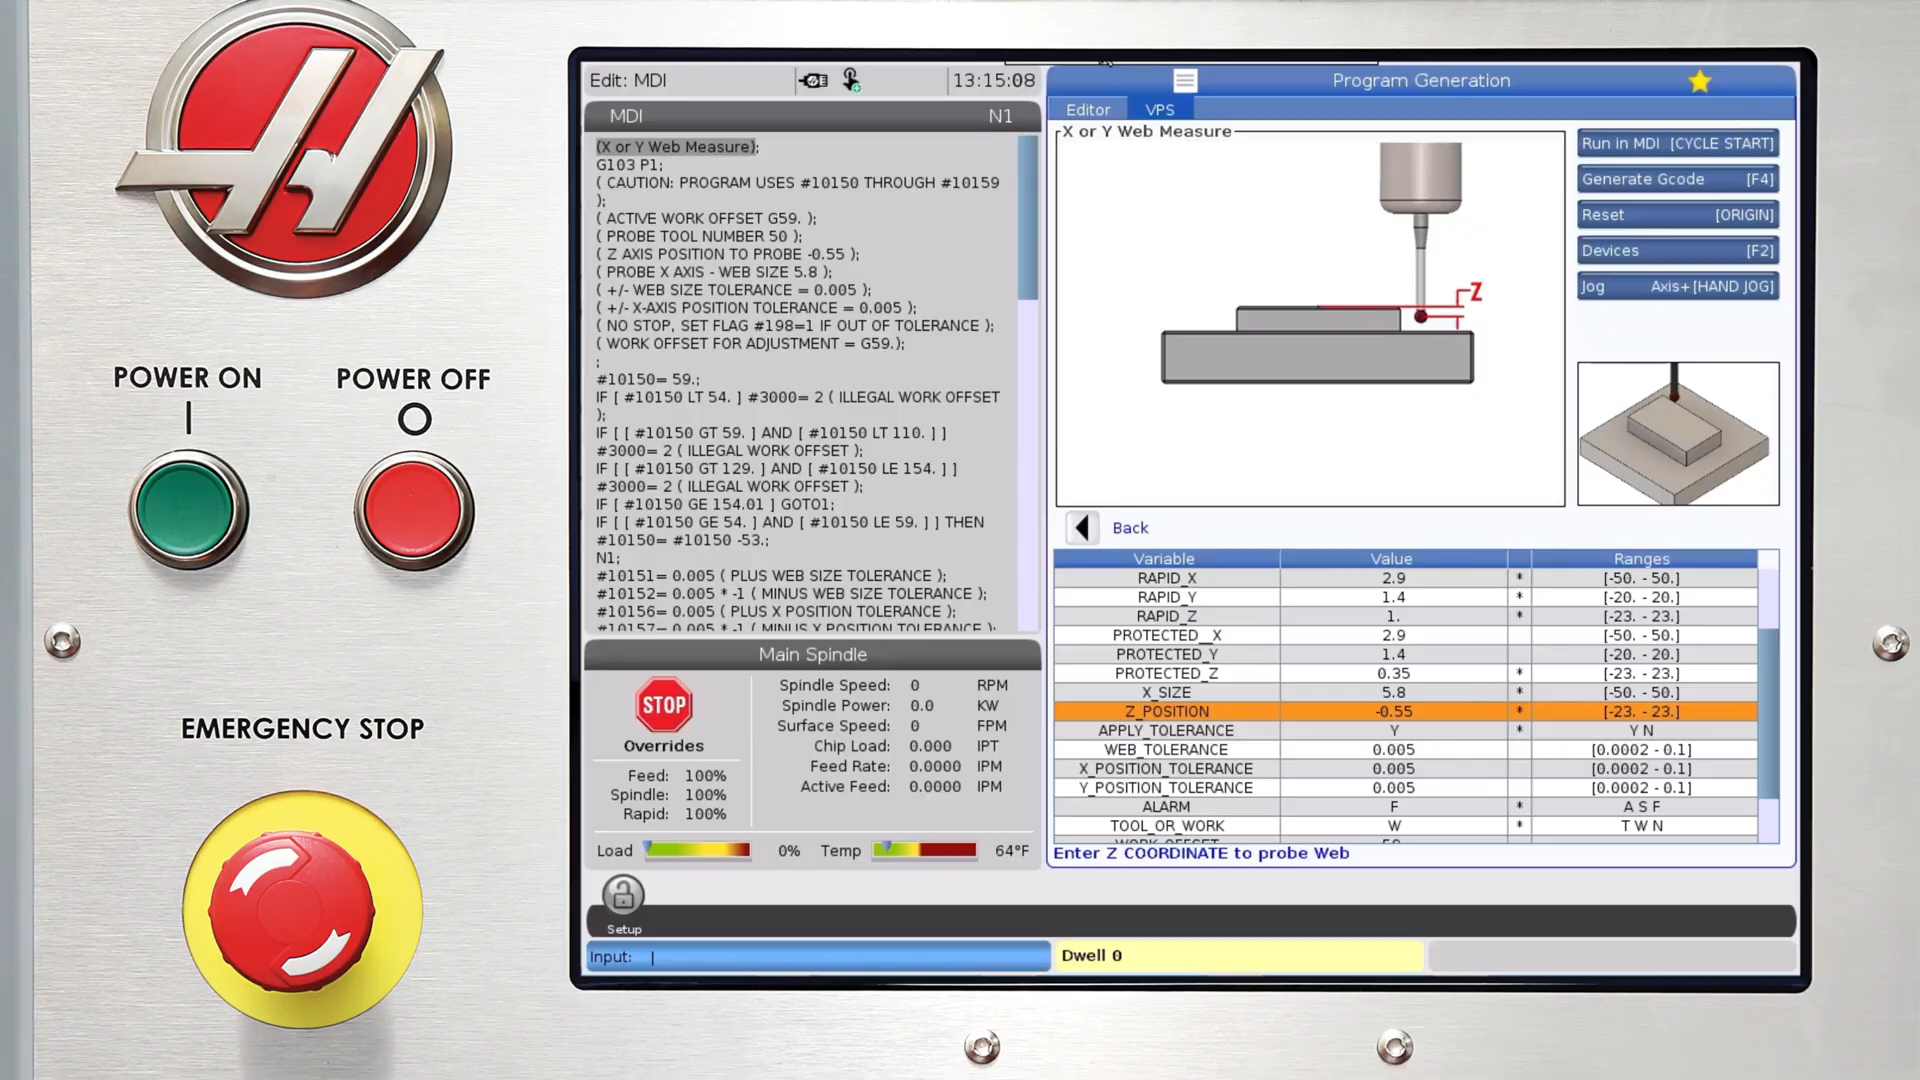 POWER ON
POWER OFF
EMERGENCY STOP
Edit: MDI
13:15:08
MDI
N1
(X or Y Web Measure);
G103 P1;
( CAUTION: PROGRAM USES #10150 THROUGH #10159
);
( ACTIVE WORK OFFSET G59. );
( PROBE TOOL NUMBER 50 );
( Z AXIS POSITION TO PROBE -0.55 );
( PROBE X AXIS - WEB SIZE 5.8 );
( +/- WEB SIZE TOLERANCE = 0.005 );
( +/- X-AXIS POSITION TOLERANCE = 0.005 );
( NO STOP, SET FLAG #198=1 IF OUT OF TOLERANCE );
( WORK OFFSET FOR ADJUSTMENT = G59.);
;
#10150= 59.;
IF [ #10150 LT 54. ] #3000= 2 ( ILLEGAL WORK OFFSET
);
IF [ [ #10150 GT 59. ] AND [ #10150 LT 110. ] ]
#3000= 2 ( ILLEGAL WORK OFFSET );
IF [ [ #10150 GT 129. ] AND [ #10150 LE 154. ] ]
#3000= 2 ( ILLEGAL WORK OFFSET );
IF [ #10150 GE 154.01 ] GOTO1;
IF [ [ #10150 GE 54. ] AND [ #10150 LE 59. ] ] THEN
#10150= #10150 -53.;
N1;
#10151= 0.005 ( PLUS WEB SIZE TOLERANCE );
#10152= 0.005 * -1 ( MINUS WEB SIZE TOLERANCE );
#10156= 0.005 ( PLUS X POSITION TOLERANCE );
#10157= 0.005 * -1 ( MINUS X POSITION TOLERANCE );
Main Spindle
STOP
Overrides
Feed: 100%
Spindle: 100%
Rapid: 100%
Spindle Speed: 0 RPM
Spindle Power: 0.0 KW
Surface Speed: 0 FPM
Chip Load: 0.000 IPT
Feed Rate: 0.0000 IPM
Active Feed: 0.0000 IPM
Load 0% Temp 64°F
Setup
Input:
Program Generation
Editor VPS
X or Y Web Measure
Z
Run in MDI [CYCLE START]
Generate Gcode [F4]
Reset [ORIGIN]
Devices [F2]
Jog Axis+[HAND JOG]
Back
Variable Value Ranges
RAPID_X 2.9 * [-50. - 50.]
RAPID_Y 1.4 * [-20. - 20.]
RAPID_Z 1. * [-23. - 23.]
PROTECTED__X 2.9 [-50. - 50.]
PROTECTED_Y 1.4 [-20. - 20.]
PROTECTED_Z 0.35 * [-23. - 23.]
X_SIZE 5.8 * [-50. - 50.]
Z_POSITION -0.55 * [-23. - 23.]
APPLY_TOLERANCE Y * Y N
WEB_TOLERANCE 0.005 [0.0002 - 0.1]
X_POSITION_TOLERANCE 0.005 [0.0002 - 0.1]
Y_POSITION_TOLERANCE 0.005 [0.0002 - 0.1]
ALARM F * A S F
TOOL_OR_WORK W * T W N
WORK_OFFSET 59
Enter Z COORDINATE to probe Web
Dwell 0